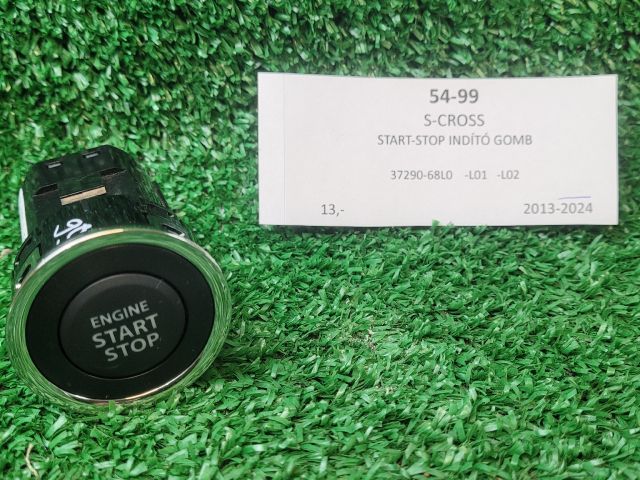 54-99
S-CROSS
START-STOP INDÍTÓ GOMB
37290-68L0 -L01 -L02
13,- 2013-2024
ENGINE
START
STOP